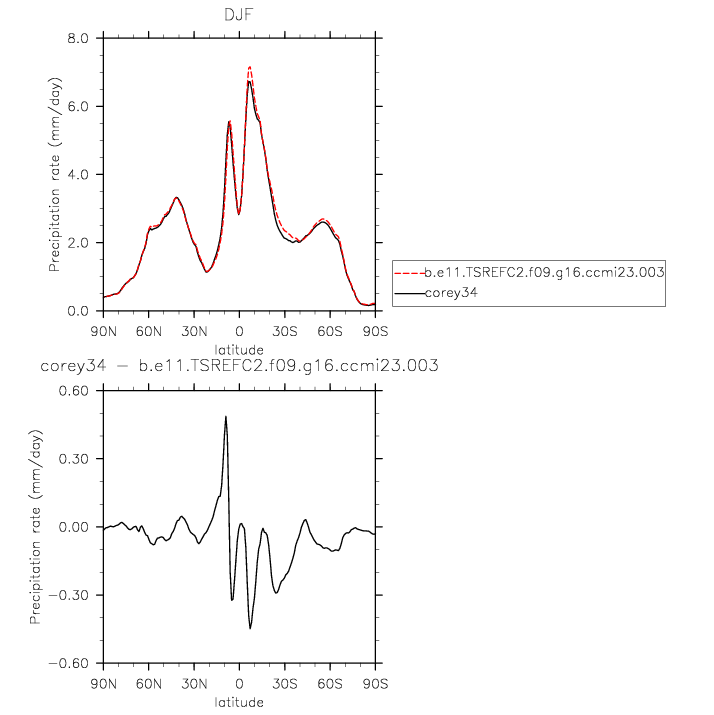 DJF
8.0
6.0
4.0
2.0
0.0
Precipitation rate (mm/day)
90N 60N 30N 0 30S 60S 90S
latitude
b.e11.TSREFC2.f09.g16.ccmi23.003
corey34
corey34 − b.e11.TSREFC2.f09.g16.ccmi23.003
0.60
0.30
0.00
−0.30
−0.60
Precipitation rate (mm/day)
90N 60N 30N 0 30S 60S 90S
latitude